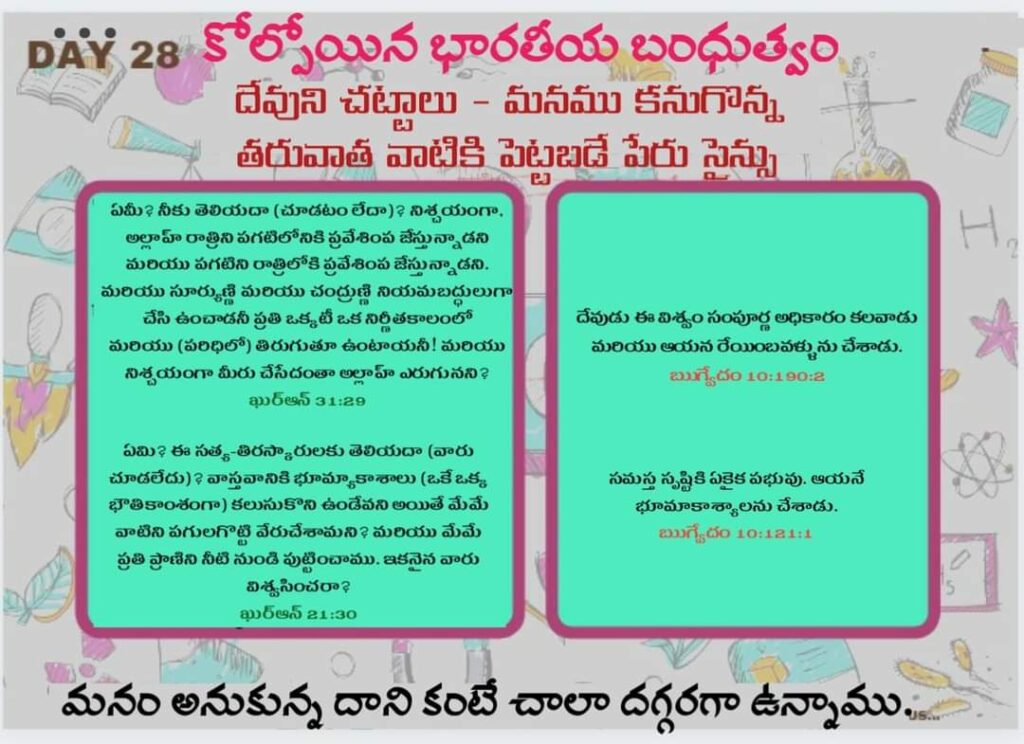 DAY 28 కోల్పోయిన భారతీయ బంధుత్వం
దేవుని చట్టాలు - మనము కనుగొన్న
తరువాత వాటికి పెట్టబడే పేరు సైన్సు
ఏమీ? నీకు తెలియదా (చూడటం లేదా)? నిశ్చయంగా.
అల్లాహ్ రాత్రిని పగటిలోనికి ప్రవేశింప జేస్తున్నాడని
మరియు పగటిని రాత్రిలోకి ప్రవేశింప జేస్తున్నాడని.
మరియు సూర్యుణ్ణి మరియు చంద్రుణ్ణి నియమబద్ధులుగా
చేసి ఉంచాడనీ ప్రతి ఒక్కటీ ఒక నిర్ణీతకాలంలో
మరియు (పరిధిలో) తిరుగుతూ ఉంటాయనీ! మరియు
నిశ్చయంగా మీరు చేసేదంతా అల్లాహ్ ఎరుగునని?
ఖుర్ఆన్ 31:29
ఏమి? ఈ సత్య-తిరస్కారులకు తెలియదా (వారు
చూడలేదు)? వాస్తవానికి భూమ్యాకాశాలు (ఒకే ఒక్క
భౌతికాంశంగా) కలుసుకొని ఉండేవని అయితే మేమే
వాటిని పగులగొట్టి వేరుచేశామని? మరియు మేమే
ప్రతి ప్రాణిని నీటి నుండి పుట్టించాము. ఇకనైన వారు
విశ్వసించరా?
ఖుర్ఆన్ 21:30
దేవుడు ఈ విశ్వం సంపూర్ణ అధికారం కలవాడు
మరియు ఆయన రేయింబవళ్ళును చేశాడు.
ఋగ్వేదం 10:190:2
సమస్త సృష్టికి ఏకైక పభువు. ఆయనే
భూమాకాశ్యాలను చేశాడు.
ఋగ్వేదం 10:121:1
మనం అనుకున్న దాని కంటే చాలా దగ్గరగా ఉన్నాము.